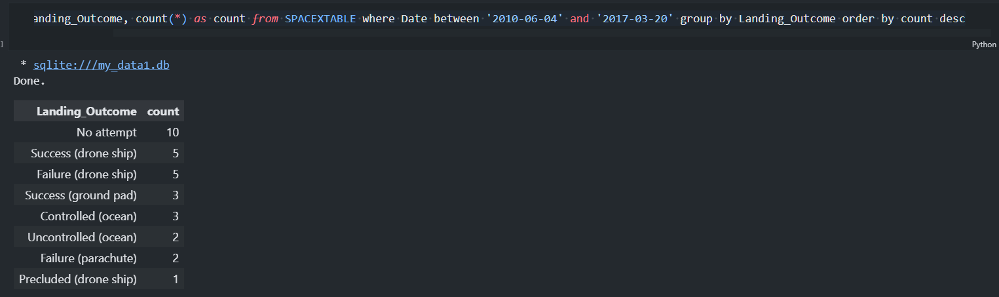 anding_Outcome, count(*) as count from SPACEXTABLE where Date between '2010-06-04' and '2017-03-20' group by Landing_Outcome order by count desc
]
Python
* sqlite:///my_data1.db
Done.
Landing_Outcome count
No attempt 10
Success (drone ship) 5
Failure (drone ship) 5
Success (ground pad) 3
Controlled (ocean) 3
Uncontrolled (ocean) 2
Failure (parachute) 2
Precluded (drone ship) 1